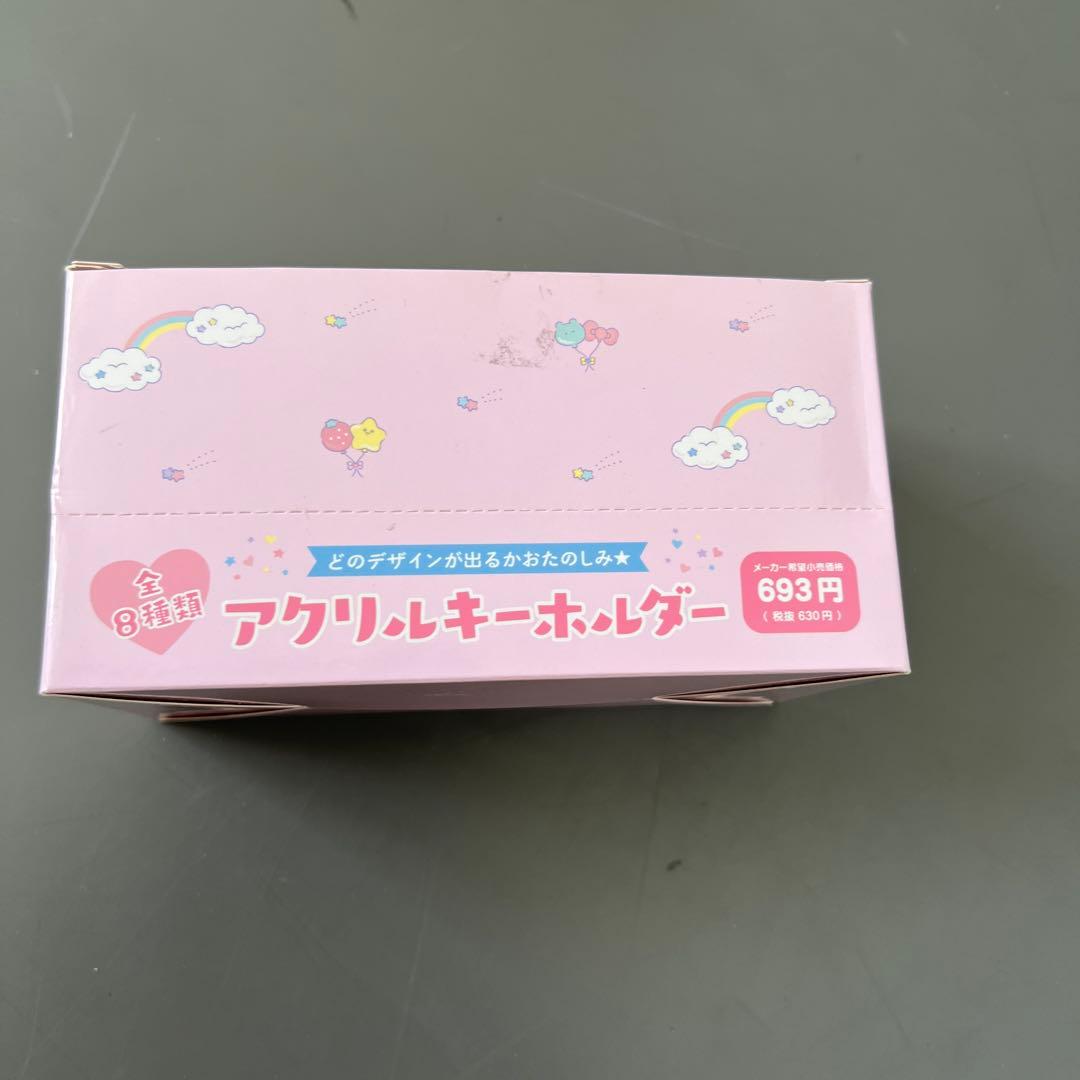 どのデザインが出るかおたのしみ★
全
8種類
アクリルキーホルダー
メーカー希望小売価格
693円
(税抜630円)